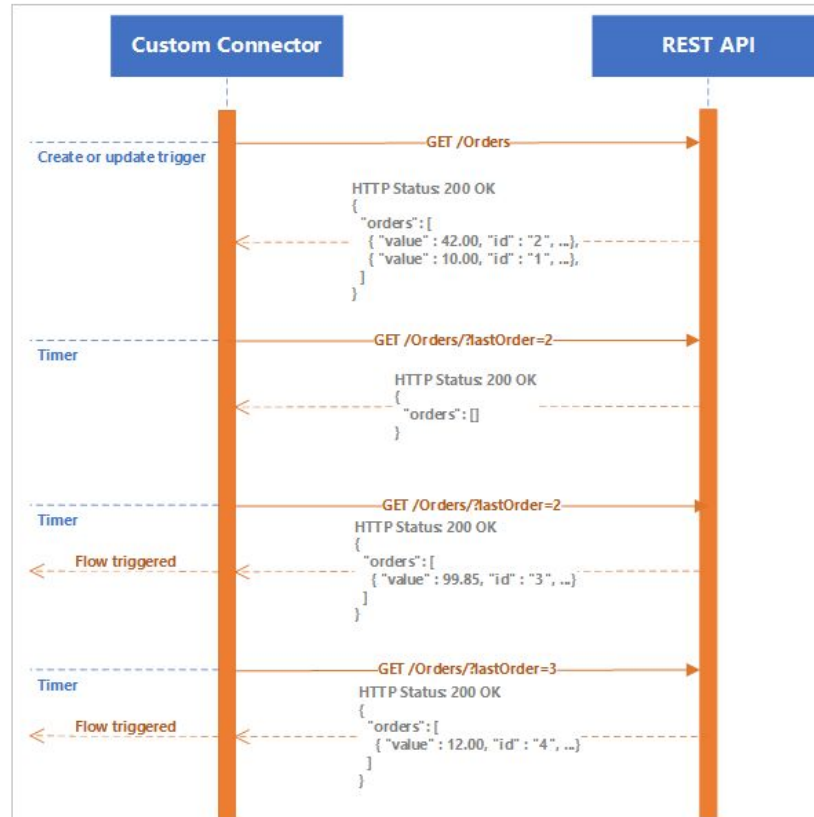 Custom Connector
REST API
GET /Orders
Create or update trigger
HTTP Status: 200 OK
{
"orders": [
{ "value" : 42.00, "id" : "2", ...},
{ "value" : 10.00, "id" : "1", ...},
]
}
GET /Orders/?lastOrder=2
Timer
HTTP Status: 200 OK
{
"orders": []
}
GET /Orders/?lastOrder=2
Timer
HTTP Status: 200 OK
{
Flow triggered
"orders": [
{ "value" : 99.85, "id" : "3", ...}
]
}
GET /Orders/?lastOrder=3
Timer
HTTP Status: 200 OK
{
Flow triggered
"orders": [
{ "value" : 12.00, "id" : "4", ...}
]
}